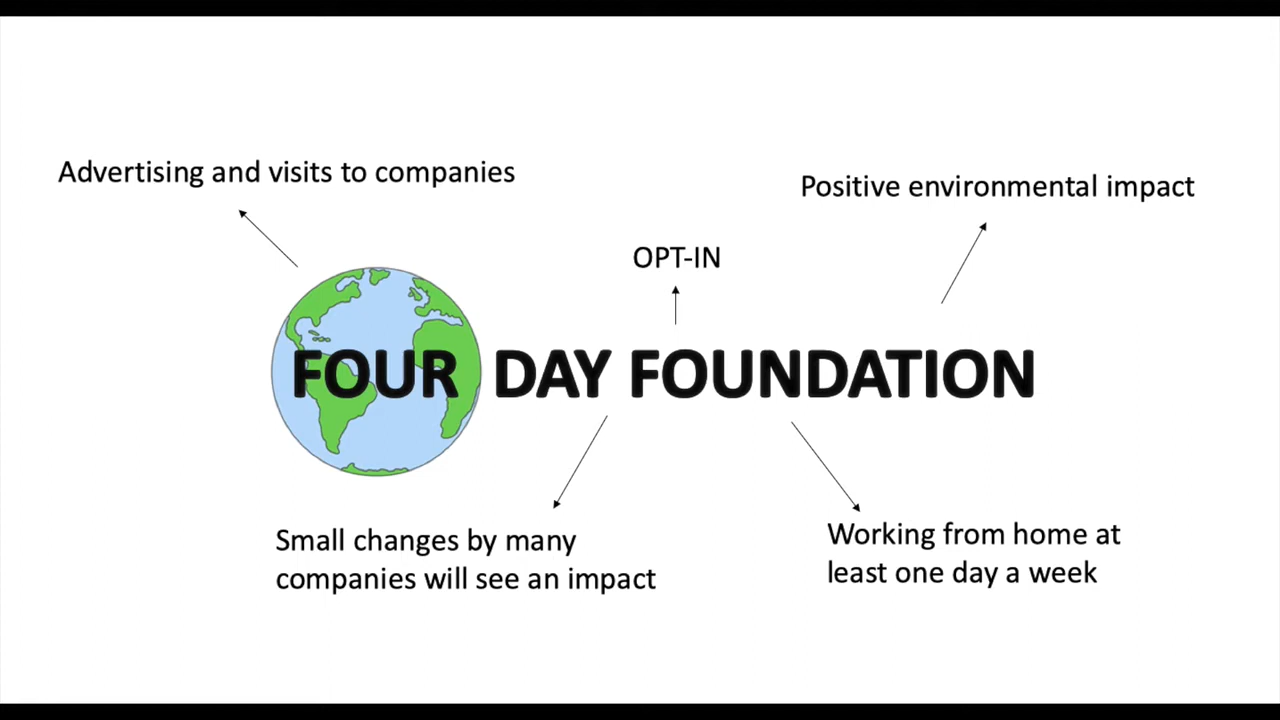 Advertising and visits to companies
Positive environmental impact
OPT-IN
FOUR DAY FOUNDATION
Small changes by many
companies will see an impact
Working from home at
least one day a week